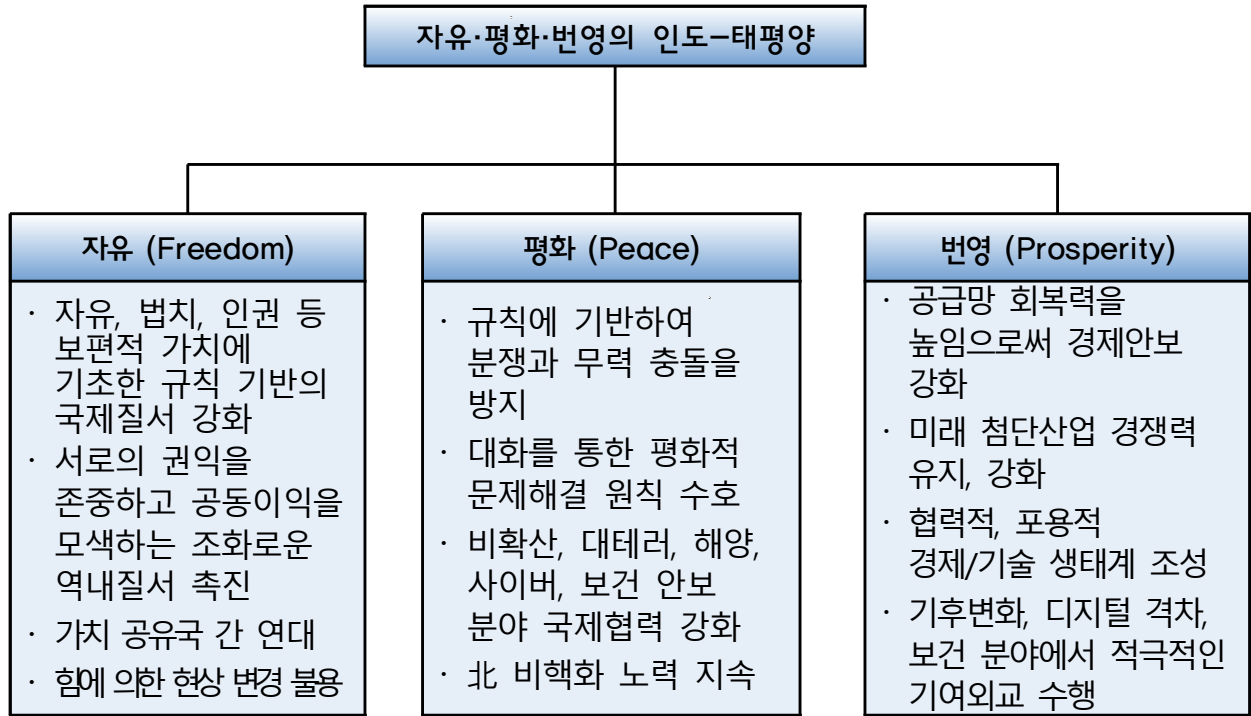 자유·평화·번영의 인도-태평양
자유 (Freedom)
· 자유, 법치, 인권 등
보편적 가치에
기초한 규칙 기반의
국제질서 강화
· 서로의 권익을
존중하고 공동이익을
모색하는 조화로운
역내질서 촉진
· 가치 공유국 간 연대
· 힘에 의한 현상 변경 불용
평화 (Peace)
· 규칙에 기반하여
분쟁과 무력 충돌을
방지
· 대화를 통한 평화적
문제해결 원칙 수호
· 비확산, 대테러, 해양,
사이버, 보건 안보
분야 국제협력 강화
· 北 비핵화 노력 지속
번영 (Prosperity)
· 공급망 회복력을
높임으로써 경제안보
강화
· 미래 첨단산업 경쟁력
유지, 강화
· 협력적, 포용적
경제/기술 생태계 조성
· 기후변화, 디지털 격차,
보건 분야에서 적극적인
기여외교 수행